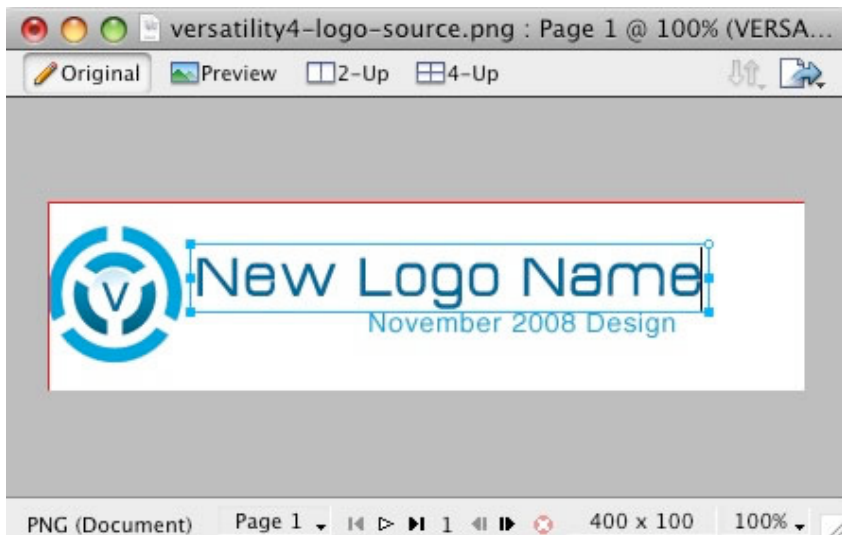 versatility4-logo-source.png : Page 1 @ 100% (VERSA...
Original Preview 2-Up 4-Up
V
New Logo Name
November 2008 Design
PNG (Document) Page 1 1 400 x 100 100%